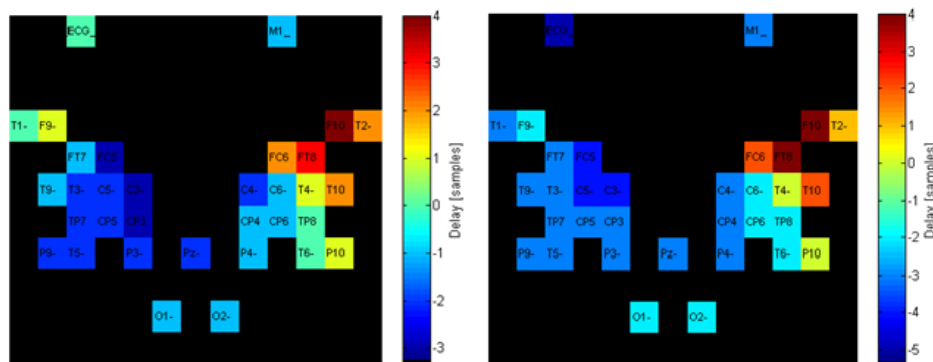 ECG_ M1_
T1- F9- F10 T2-
FT7 FC5 FC6 FT8
T9- T3- C5- C3- C4- C6- T4- T10
TP7 CP5 CP3 CP4 CP6 TP8
P9- T5- P3- Pz- P4- T6- P10
O1- O2-
4
3
2
1
0
-1
-2
-3
Delay [samples]
ECG_ M1_
T1- F9- F10 T2-
FT7 FC5 FC6 FT8
T9- T3- C5- C3- C4- C6- T4- T10
TP7 CP5 CP3 CP4 CP6 TP8
P9- T5- P3- Pz- P4- T6- P10
O1- O2-
4
3
2
1
0
-1
-2
-3
-4
-5
Delay [samples]